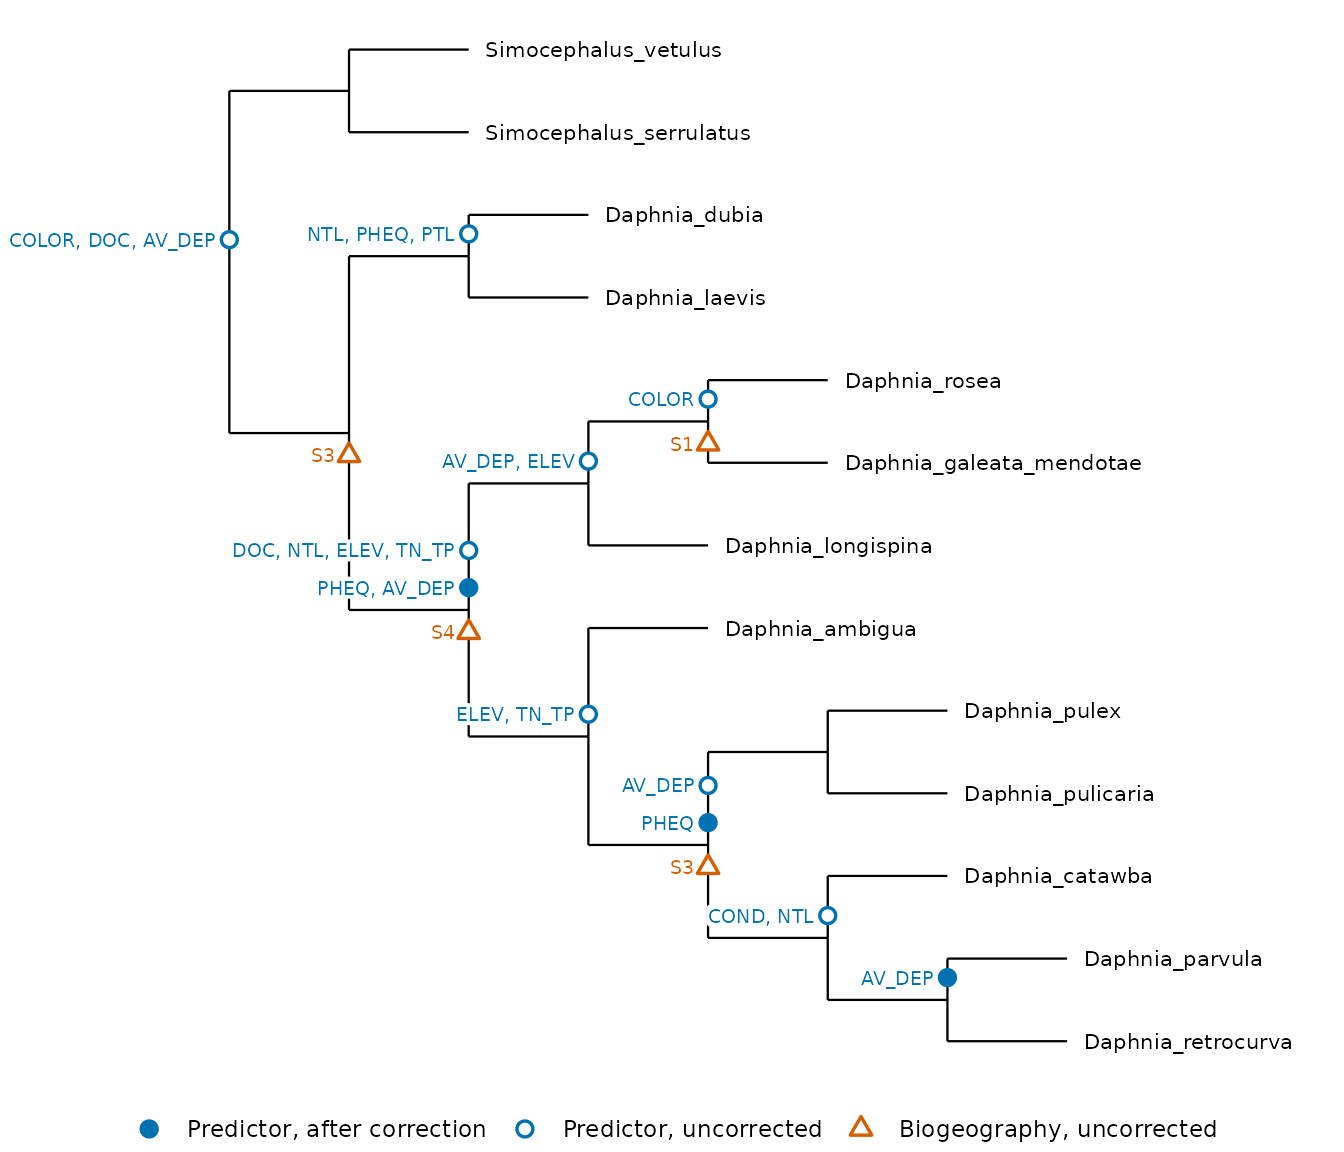 Simocephalus_vetulus
Simocephalus_serrulatus
Daphnia_dubia
COLOR, DOC, AV_DEP
NTL, PHEQ, PTL
Daphnia_laevis
Daphnia_rosea
COLOR
S1
S3
AV_DEP, ELEV
Daphnia_galeata_mendotae
Daphnia_longispina
DOC, NTL, ELEV, TN_TP
PHEQ, AV_DEP
S4
Daphnia_ambigua
ELEV, TN_TP
Daphnia_pulex
AV_DEP
Daphnia_pulicaria
PHEQ
S3
Daphnia_catawba
COND, NTL
Daphnia_parvula
AV_DEP
Daphnia_retrocurva
Predictor, after correction
Predictor, uncorrected
Biogeography, uncorrected